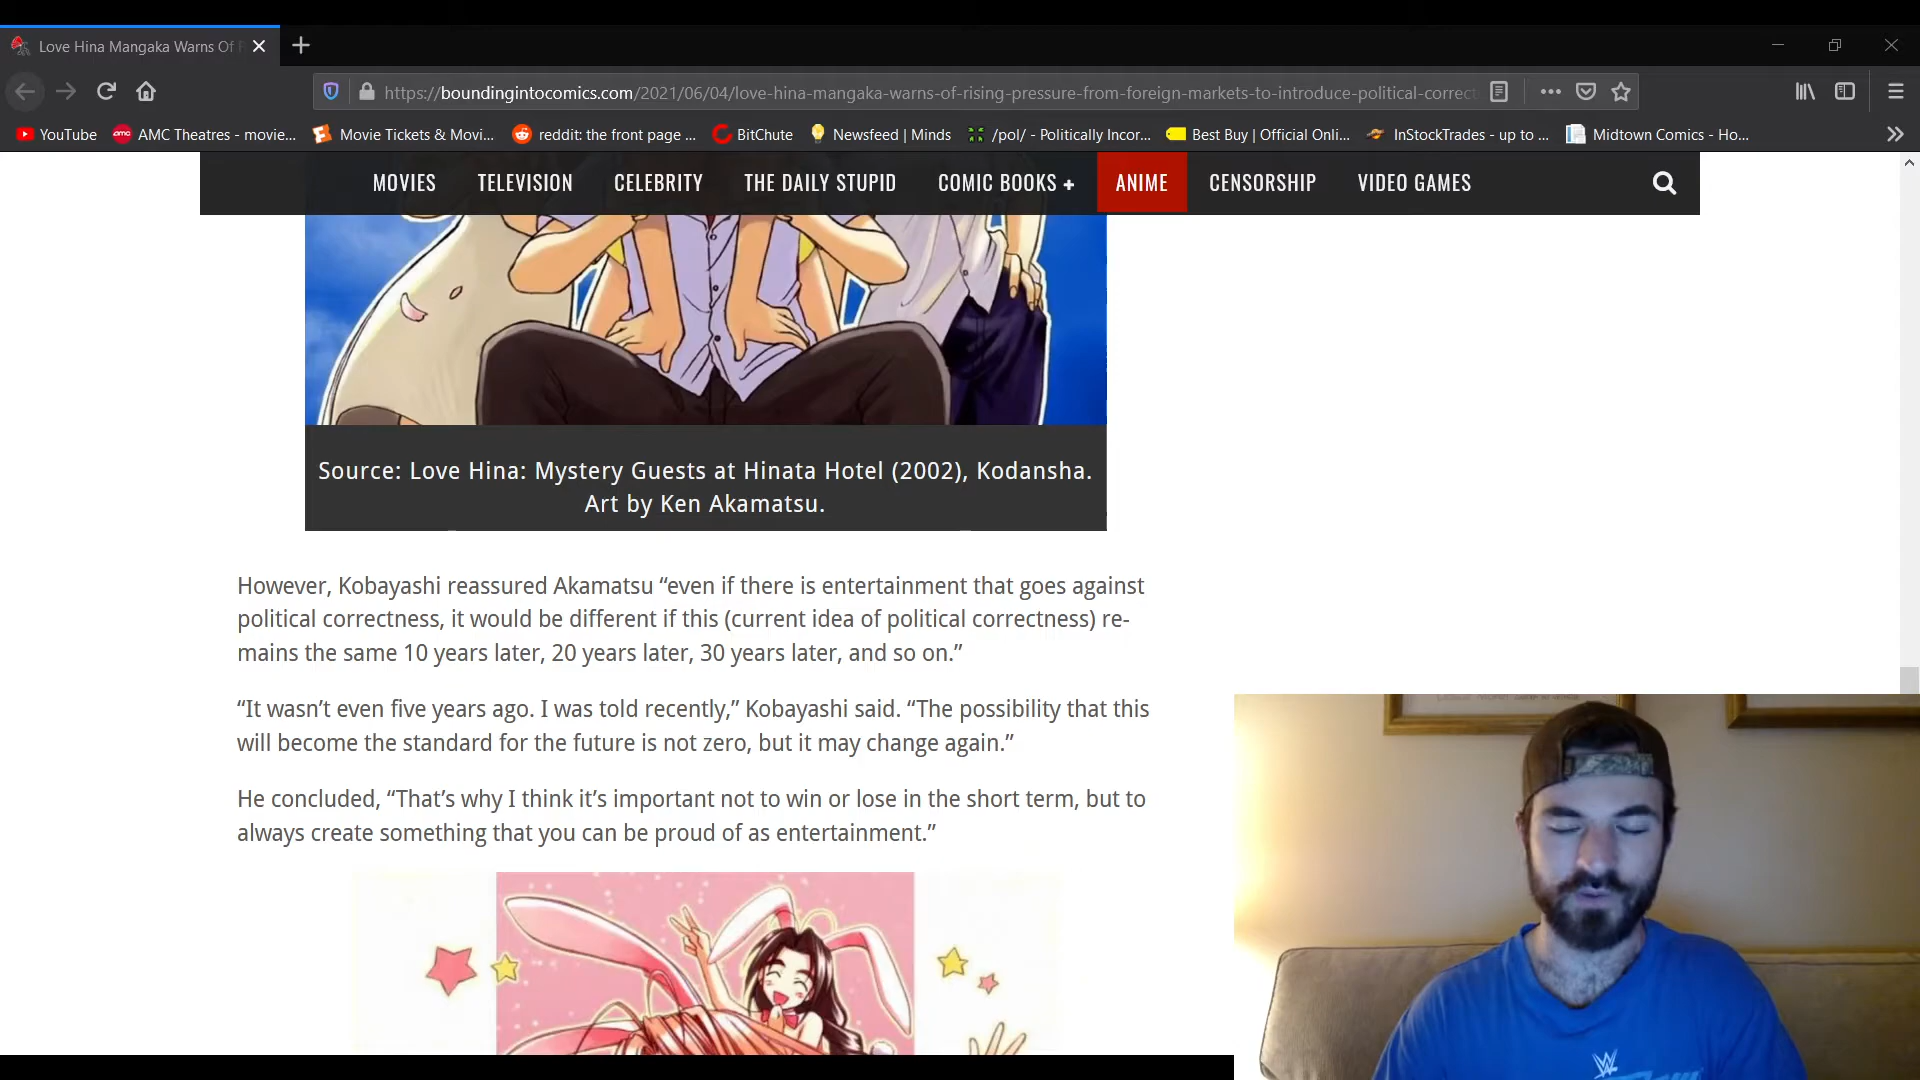 Love Hina Mangaka Warns Of
https://boundingintocomics.com/2021/06/04/love-hina-mangaka-warns-of-rising-pressure-from-foreign-markets-to-introduce-political-correct
YouTube
AMC Theatres - movie...
Movie Tickets & Movi...
reddit: the front page ...
BitChute
Newsfeed | Minds
/pol/ - Politically Incor...
Best Buy | Official Onli...
InStockTrades - up to ...
Midtown Comics - Ho...
MOVIES TELEVISION CELEBRITY THE DAILY STUPID COMIC BOOKS + ANIME CENSORSHIP VIDEO GAMES
Source: Love Hina: Mystery Guests at Hinata Hotel (2002), Kodansha.
Art by Ken Akamatsu.
However, Kobayashi reassured Akamatsu “even if there is entertainment that goes against
political correctness, it would be different if this (current idea of political correctness) re-
mains the same 10 years later, 20 years later, 30 years later, and so on.”
“It wasn’t even five years ago. I was told recently,” Kobayashi said. “The possibility that this
will become the standard for the future is not zero, but it may change again.”
He concluded, “That’s why I think it’s important not to win or lose in the short term, but to
always create something that you can be proud of as entertainment.”